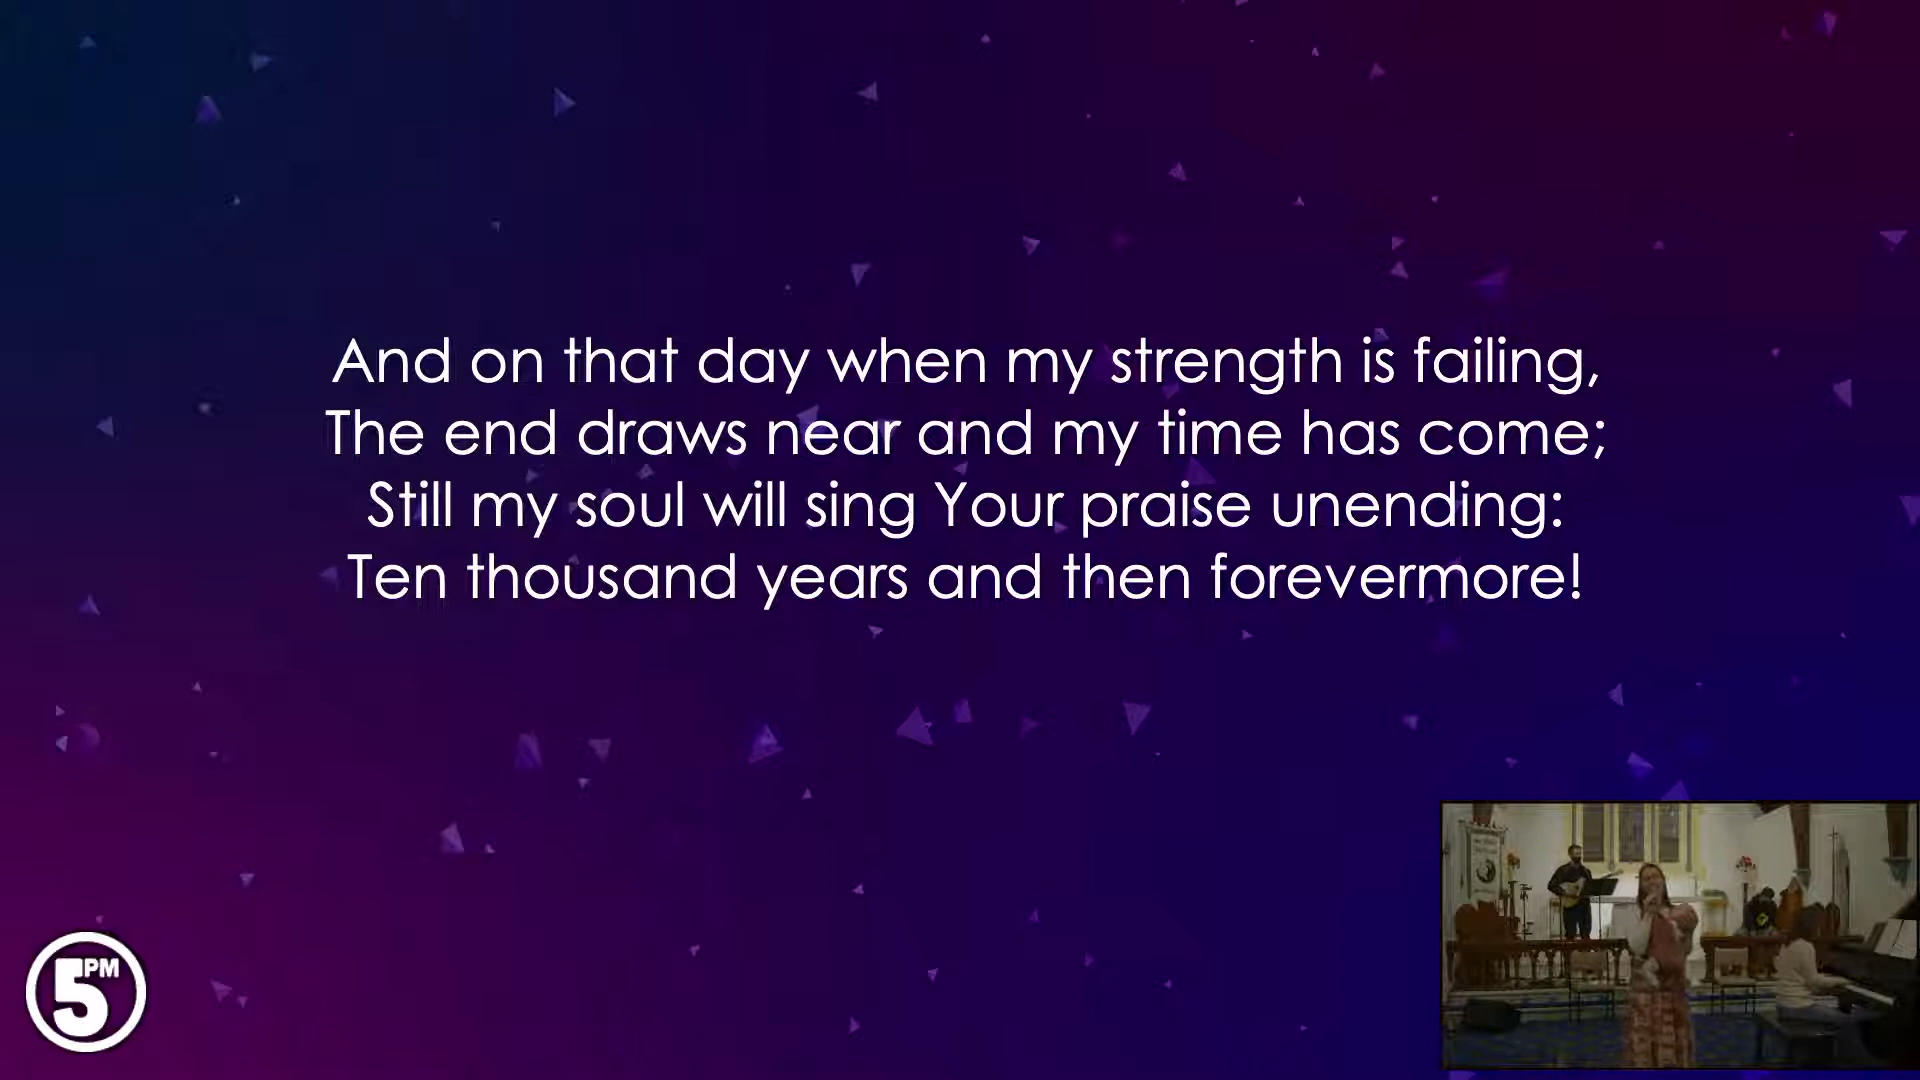 And on that day when my strength is failing,
The end draws near and my time has come;
Still my soul will sing Your praise unending:
Ten thousand years and then forevermore!
5PM